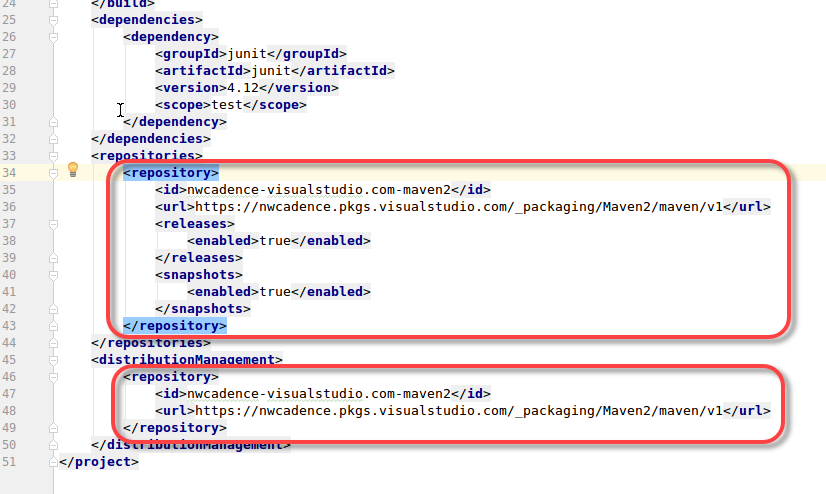 24 </build>
25 <dependencies>
26 <dependency>
27 <groupId>junit</groupId>
28 <artifactId>junit</artifactId>
29 <version>4.12</version>
30 <scope>test</scope>
31 </dependency>
32 </dependencies>
33 <repositories>
34 <repository>
35 <id>nwcadence-visualstudio.com-maven2</id>
36 <url>https://nwcadence.pkgs.visualstudio.com/_packaging/Maven2/maven/v1</url>
37 <releases>
38 <enabled>true</enabled>
39 </releases>
40 <snapshots>
41 <enabled>true</enabled>
42 </snapshots>
43 </repository>
44 </repositories>
45 <distributionManagement>
46 <repository>
47 <id>nwcadence-visualstudio.com-maven2</id>
48 <url>https://nwcadence.pkgs.visualstudio.com/_packaging/Maven2/maven/v1</url>
49 </repository>
50 </distributionManagement>
51 </project>